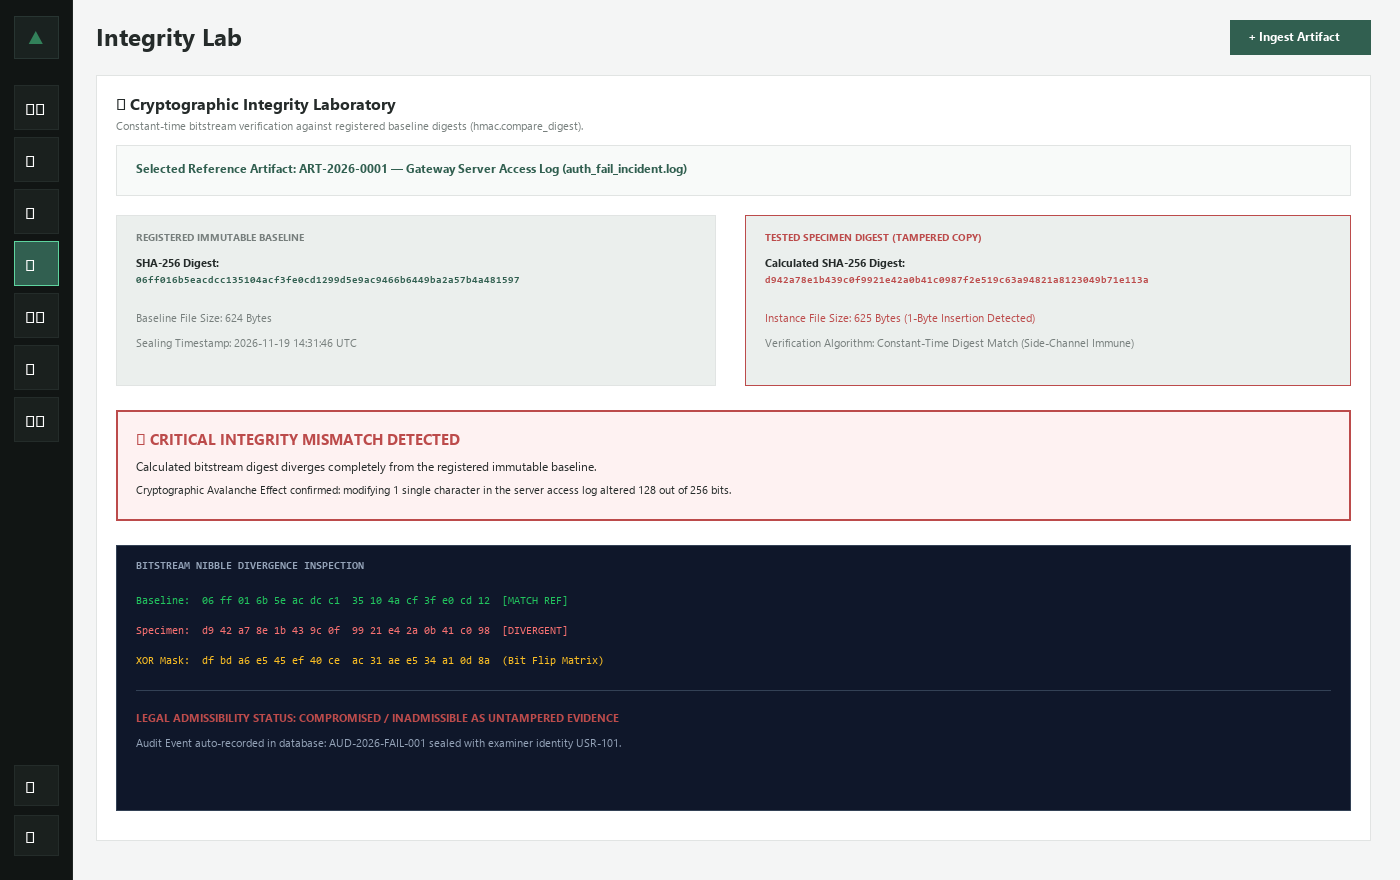 Integrity Lab
+ Ingest Artifact
Cryptographic Integrity Laboratory
Constant-time bitstream verification against registered baseline digests (hmac.compare_digest).
Selected Reference Artifact: ART-2026-0001 — Gateway Server Access Log (auth_fail_incident.log)
REGISTERED IMMUTABLE BASELINE
SHA-256 Digest:
06ff016b5eacdcc135104acf3fe0cd1299d5e9ac9466b6449ba2a57b4a481597
Baseline File Size: 624 Bytes
Sealing Timestamp: 2026-11-19 14:31:46 UTC
TESTED SPECIMEN DIGEST (TAMPERED COPY)
Calculated SHA-256 Digest:
d942a78e1b439c0f9921e42a0b41c0987f2e519c63a94821a8123049b71e113a
Instance File Size: 625 Bytes (1-Byte Insertion Detected)
Verification Algorithm: Constant-Time Digest Match (Side-Channel Immune)
CRITICAL INTEGRITY MISMATCH DETECTED
Calculated bitstream digest diverges completely from the registered immutable baseline.
Cryptographic Avalanche Effect confirmed: modifying 1 single character in the server access log altered 128 out of 256 bits.
BITSTREAM NIBBLE DIVERGENCE INSPECTION
Baseline: 06 ff 01 6b 5e ac dc c1 35 10 4a cf 3f e0 cd 12 [MATCH REF]
Specimen: d9 42 a7 8e 1b 43 9c 0f 99 21 e4 2a 0b 41 c0 98 [DIVERGENT]
XOR Mask: df bd a6 e5 45 ef 40 ce ac 31 ae e5 34 a1 0d 8a (Bit Flip Matrix)
LEGAL ADMISSIBILITY STATUS: COMPROMISED / INADMISSIBLE AS UNTAMPERED EVIDENCE
Audit Event auto-recorded in database: AUD-2026-FAIL-001 sealed with examiner identity USR-101.